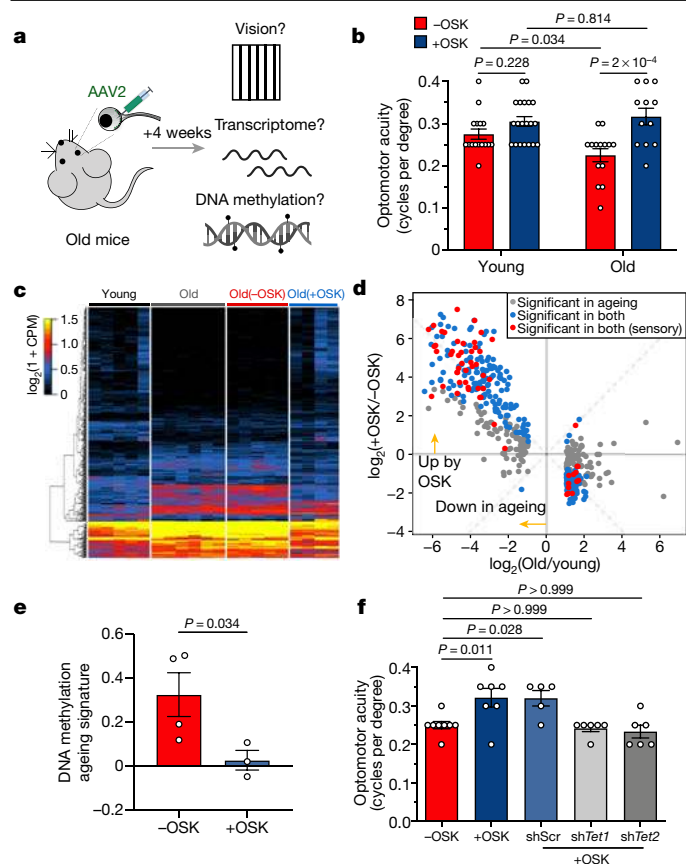 a
Vision?
AAV2
+4 weeks
Transcriptome?
DNA methylation?
Old mice
b
–OSK
+OSK
P = 0.814
P = 0.034
P = 0.228
P = 2 × 10⁻⁴
Optomotor acuity
(cycles per degree)
0.4
0.3
0.2
0.1
0
Young
Old
c
Young
Old
Old(–OSK)
Old(+OSK)
log₂(1 + CPM)
1.5
1.0
0.5
0
d
Significant in ageing
Significant in both
Significant in both (sensory)
log₂(+OSK/–OSK)
8
6
4
2
0
−2
−4
Up by
OSK
Down in ageing
−6
−4
−2
0
2
4
6
log₂(Old/young)
e
P = 0.034
DNA methylation
ageing signature
0.6
0.4
0.2
0
−0.2
–OSK
+OSK
f
P > 0.999
P > 0.999
P = 0.028
P = 0.011
Optomotor acuity
(cycles per degree)
0.4
0.3
0.2
0.1
0.0
–OSK
+OSK
shScr
shTet1
shTet2
+OSK